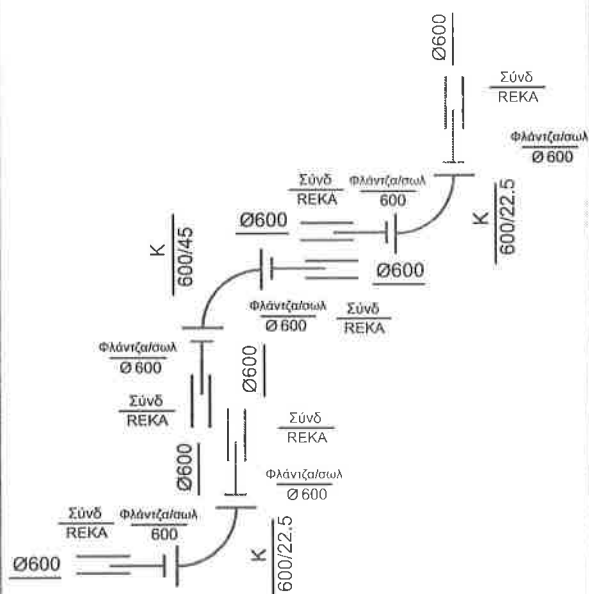 Ø600
Σύνδ
REKA
Φλάντζα/σωλ
Ø 600
K
600/22.5
Σύνδ
REKA
Φλάντζα/σωλ
600
Ø600
K
600/45
Ø600
Φλάντζα/σωλ
Ø 600
Σύνδ
REKA
Φλάντζα/σωλ
Ø 600
Ø600
Σύνδ
REKA
Σύνδ
REKA
Ø600
Φλάντζα/σωλ
Ø 600
Σύνδ
REKA
Φλάντζα/σωλ
600
K
600/22.5
Ø600